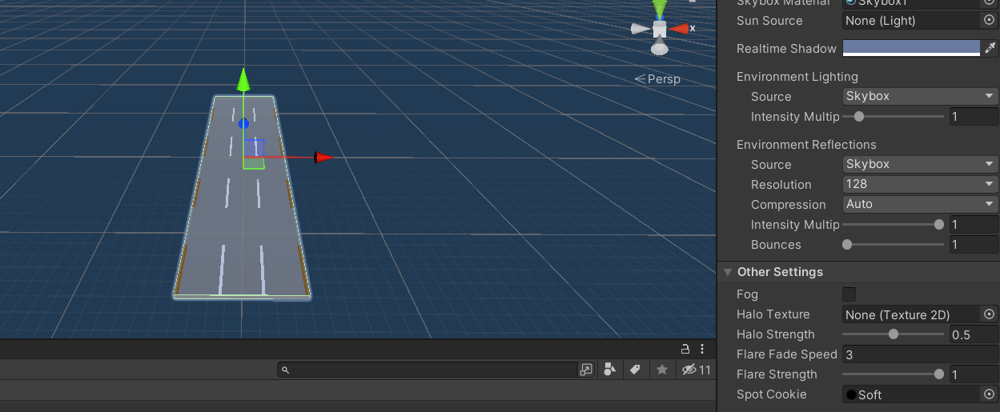 Skybox Material Skybox1
Sun Source None (Light)
x
Realtime Shadow
Persp
Environment Lighting
Source Skybox
Intensity Multip 1
Environment Reflections
Source Skybox
Resolution 128
Compression Auto
Intensity Multip 1
Bounces 1
Other Settings
Fog
Halo Texture None (Texture 2D)
Halo Strength 0.5
Flare Fade Speed 3
11
Flare Strength 1
Spot Cookie Soft